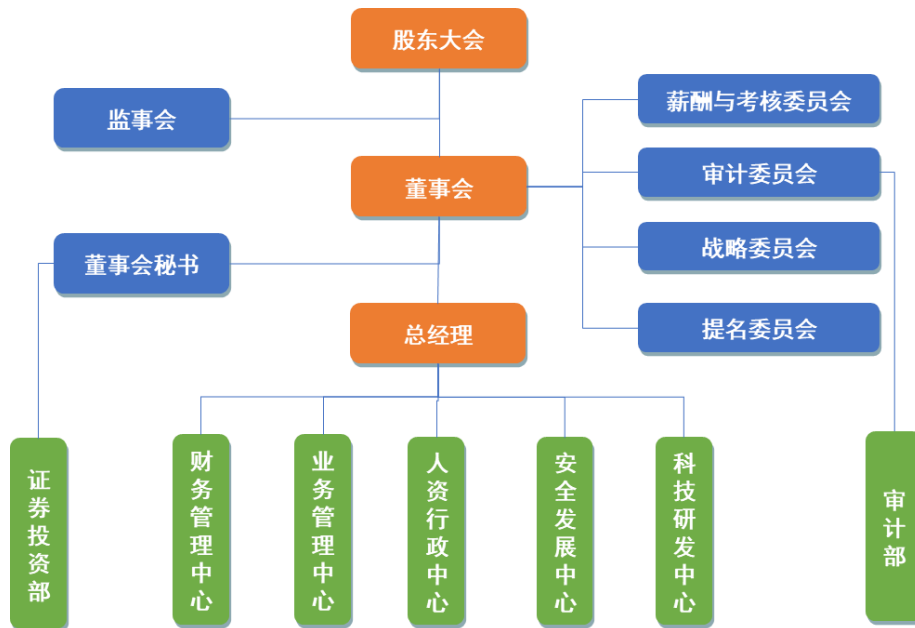 股东大会
监事会
薪酬与考核委员会
董事会
审计委员会
董事会秘书
战略委员会
总经理
提名委员会
证券投资部
财务管理中心
业务管理中心
人资行政中心
安全发展中心
科技研发中心
审计部